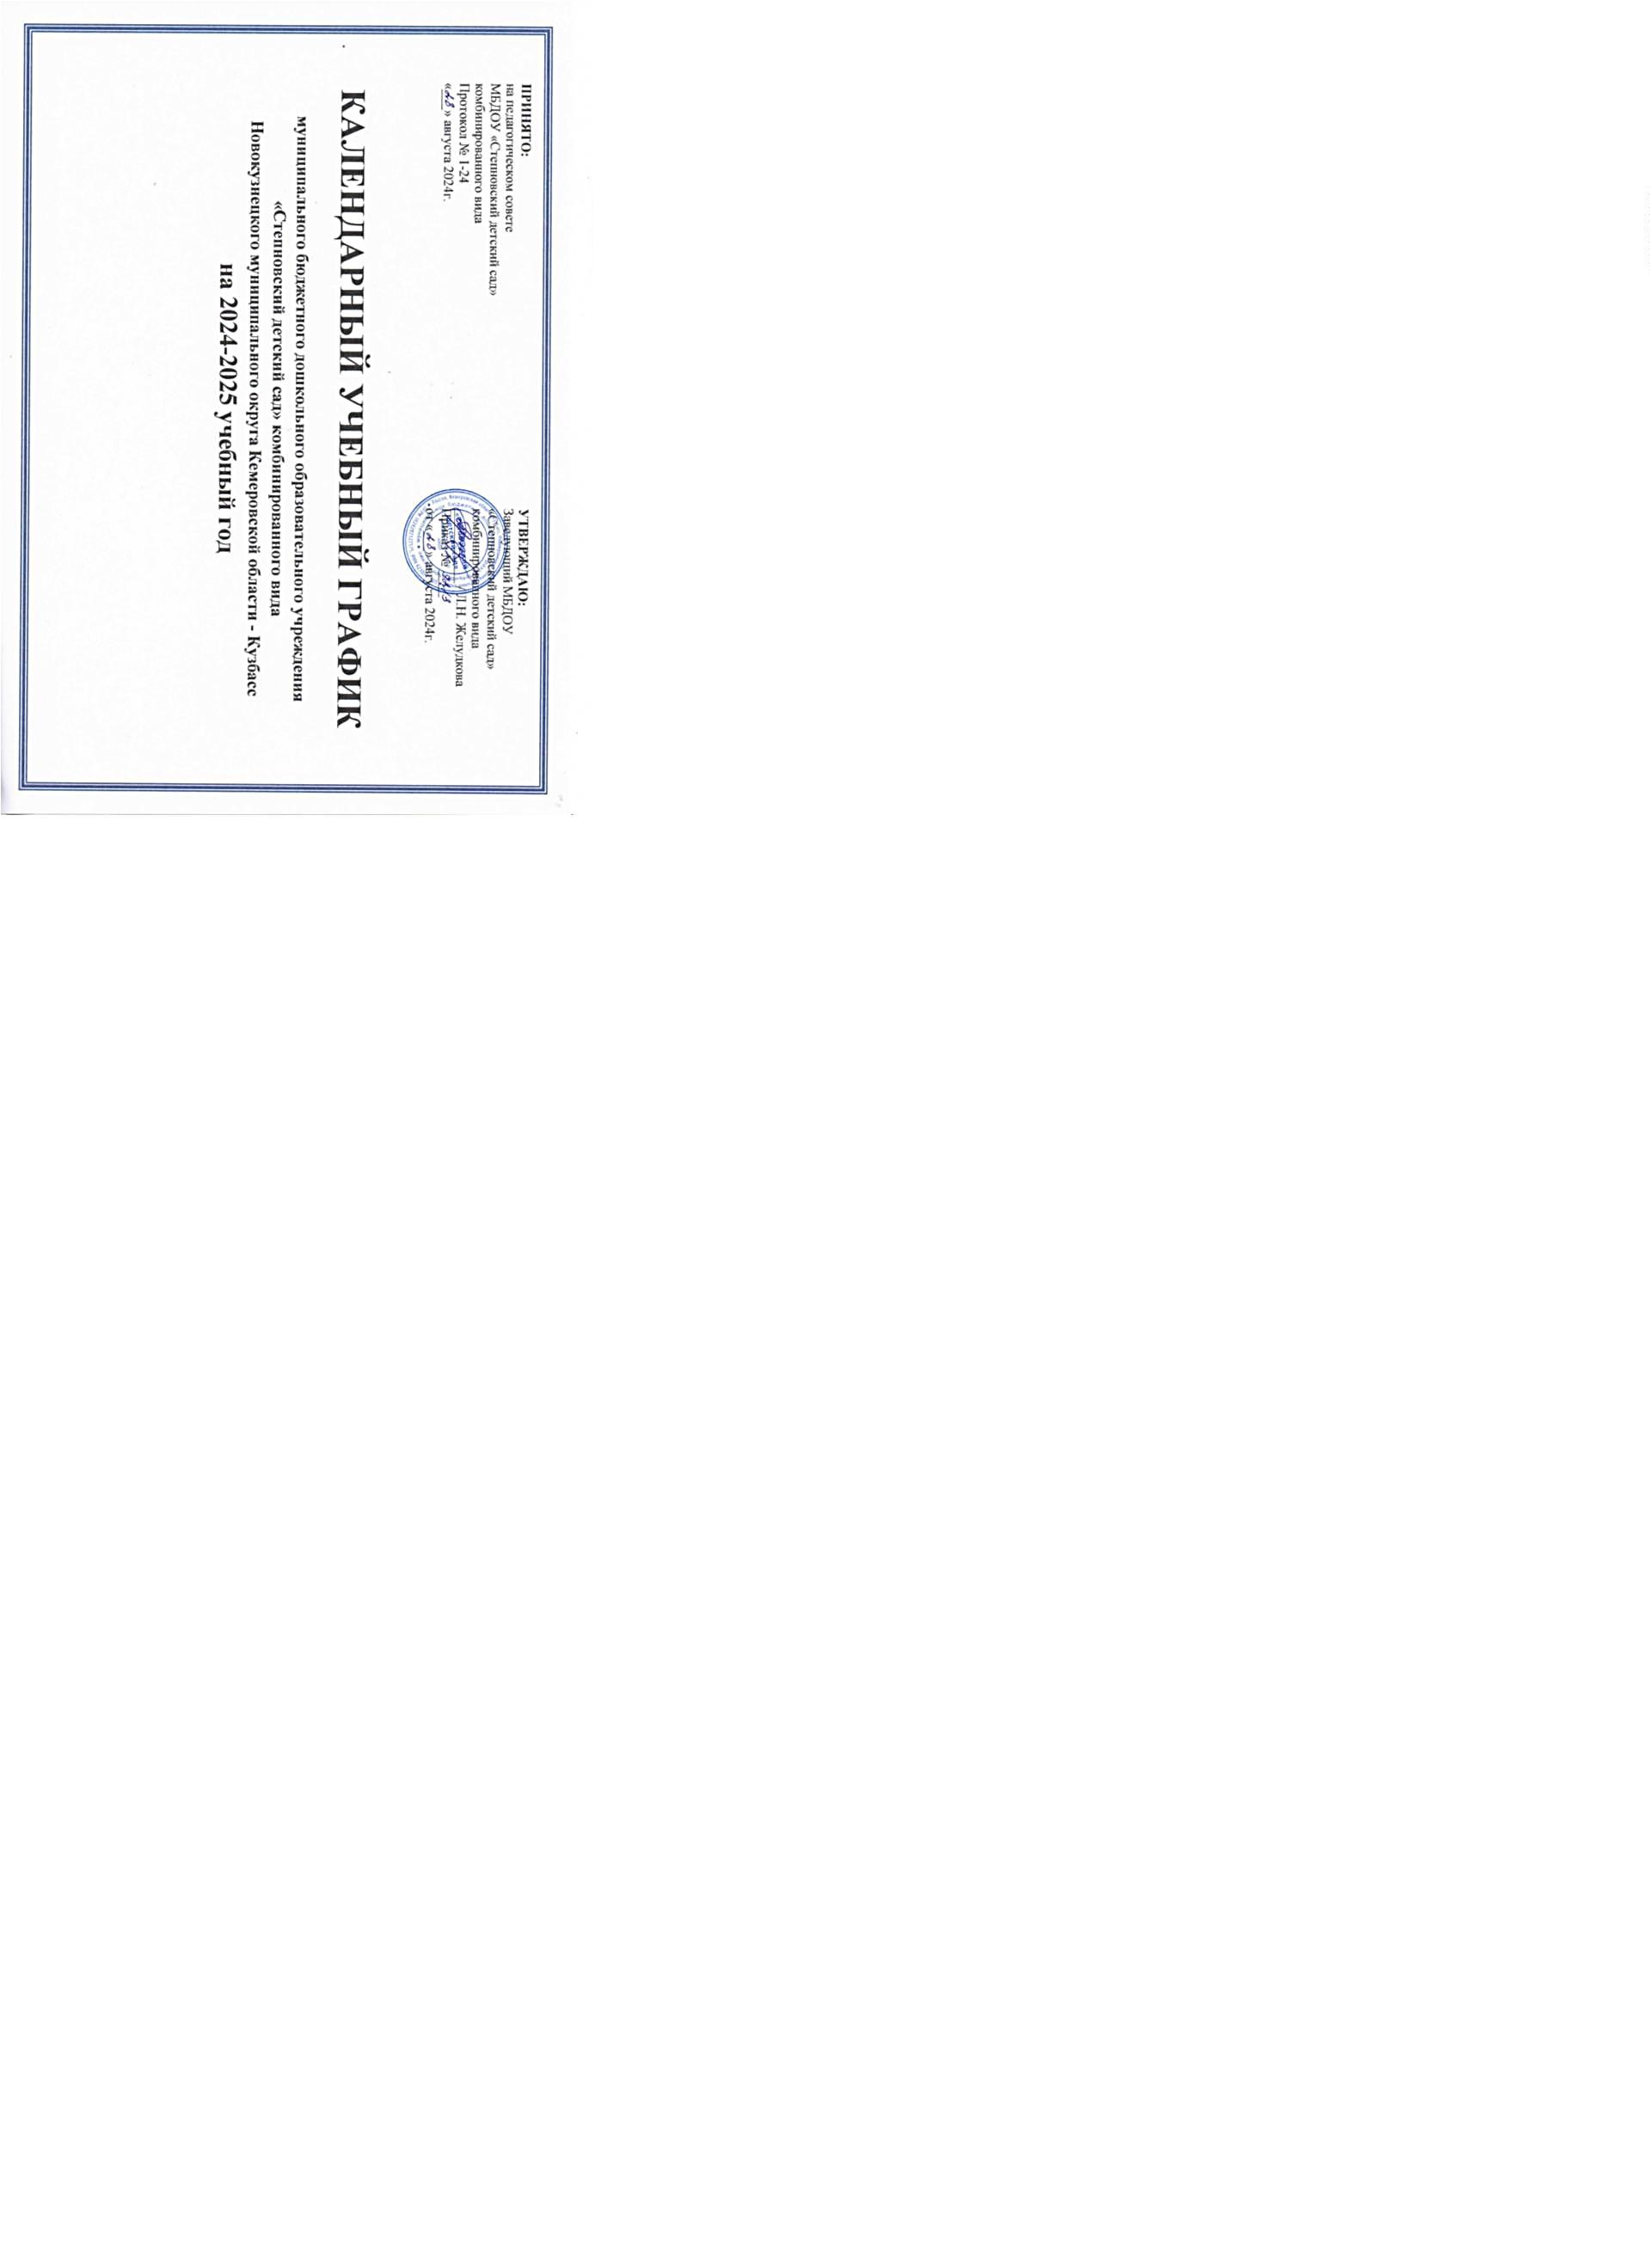 ПРИНЯТО:
на педагогическом совете
МБДОУ «Степновский детский сад»
комбинированного вида
Протокол № 1-24
«28» августа 2024г.
УТВЕРЖДАЮ:
Заведующий МБДОУ
«Степновский детский сад»
комбинированного вида
Л.Н. Желудкова
Приказ №
от «28» августа 2024г.
КАЛЕНДАРНЫЙ УЧЕБНЫЙ ГРАФИК
муниципального бюджетного дошкольного образовательного учреждения
«Степновский детский сад» комбинированного вида
Новокузнецкого муниципального округа Кемеровской области - Кузбасс
на 2024-2025 учебный год